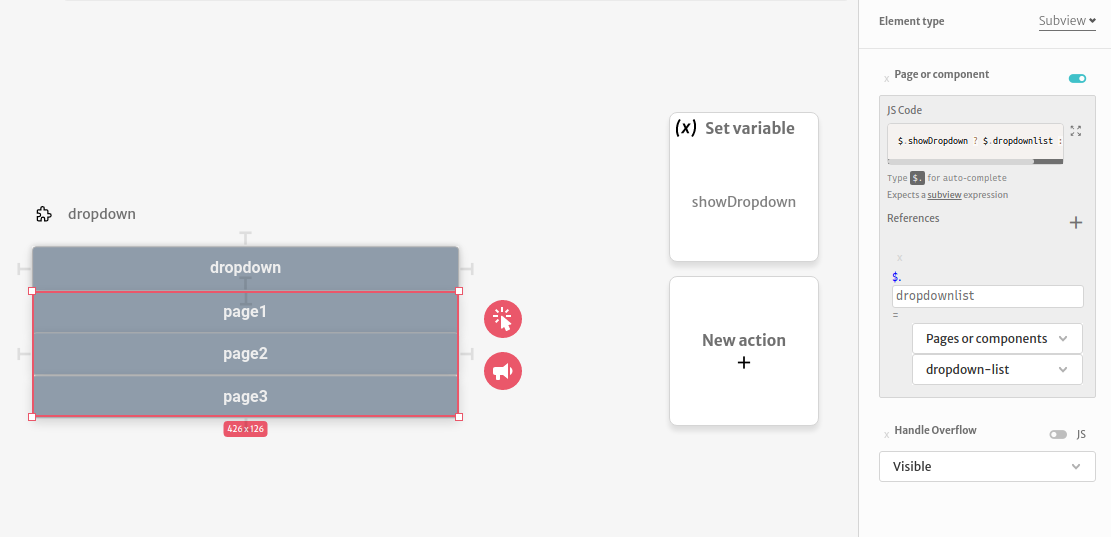 Element type
Subview
x
Page or component
JS Code
$.showDropdown ? $.dropdownlist :
Type $. for auto-complete
Expects a subview expression
References
x
$.
dropdownlist
=
Pages or components
dropdown-list
x
Handle Overflow
JS
Visible
(x) Set variable
showDropdown
New action
+
dropdown
dropdown
page1
page2
page3
426 x 126